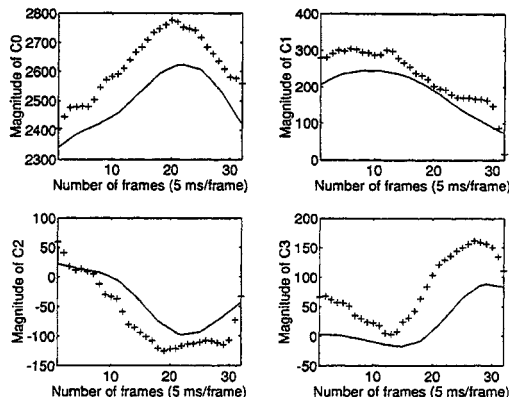 2800
2700
2600
2500
2400
2300
Magnitude of C0
10 20 30
Number of frames (5 ms/frame)
400
300
200
100
0
Magnitude of C1
10 20 30
Number of frames (5 ms/frame)
100
50
0
-50
-100
-150
Magnitude of C2
10 20 30
Number of frames (5 ms/frame)
200
150
100
50
0
-50
Magnitude of C3
10 20 30
Number of frames (5 ms/frame)